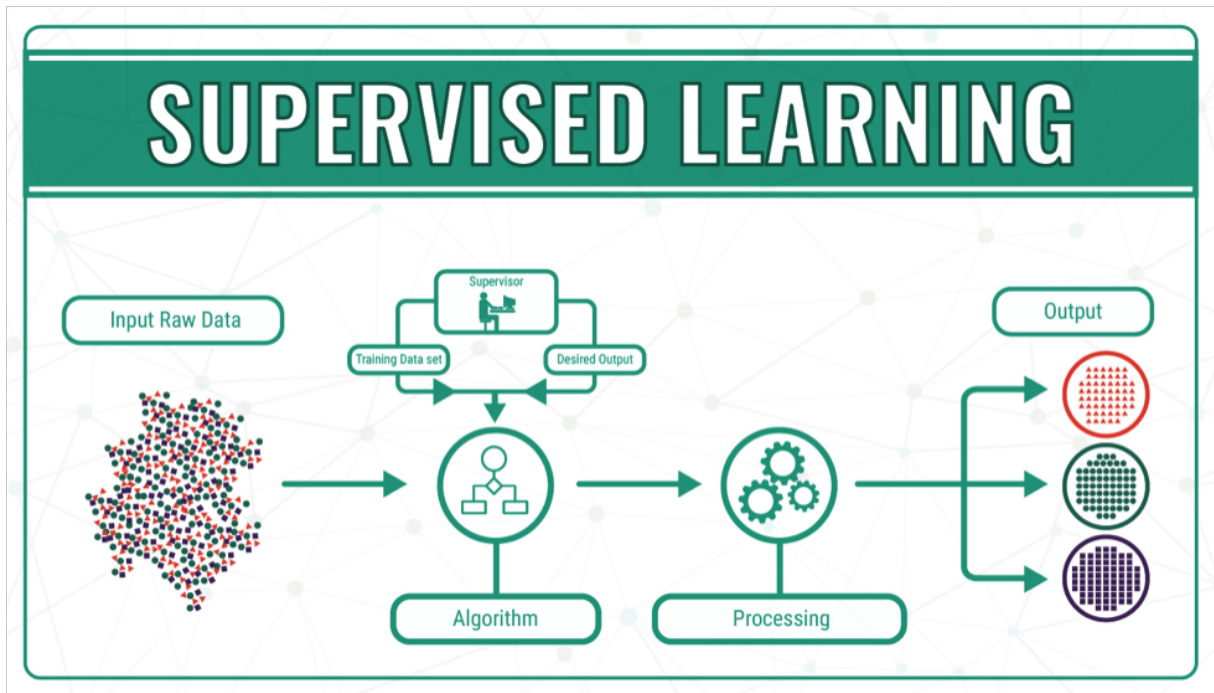 SUPERVISED LEARNING
Input Raw Data
Supervisor
Training Data set
Desired Output
Algorithm
Processing
Output